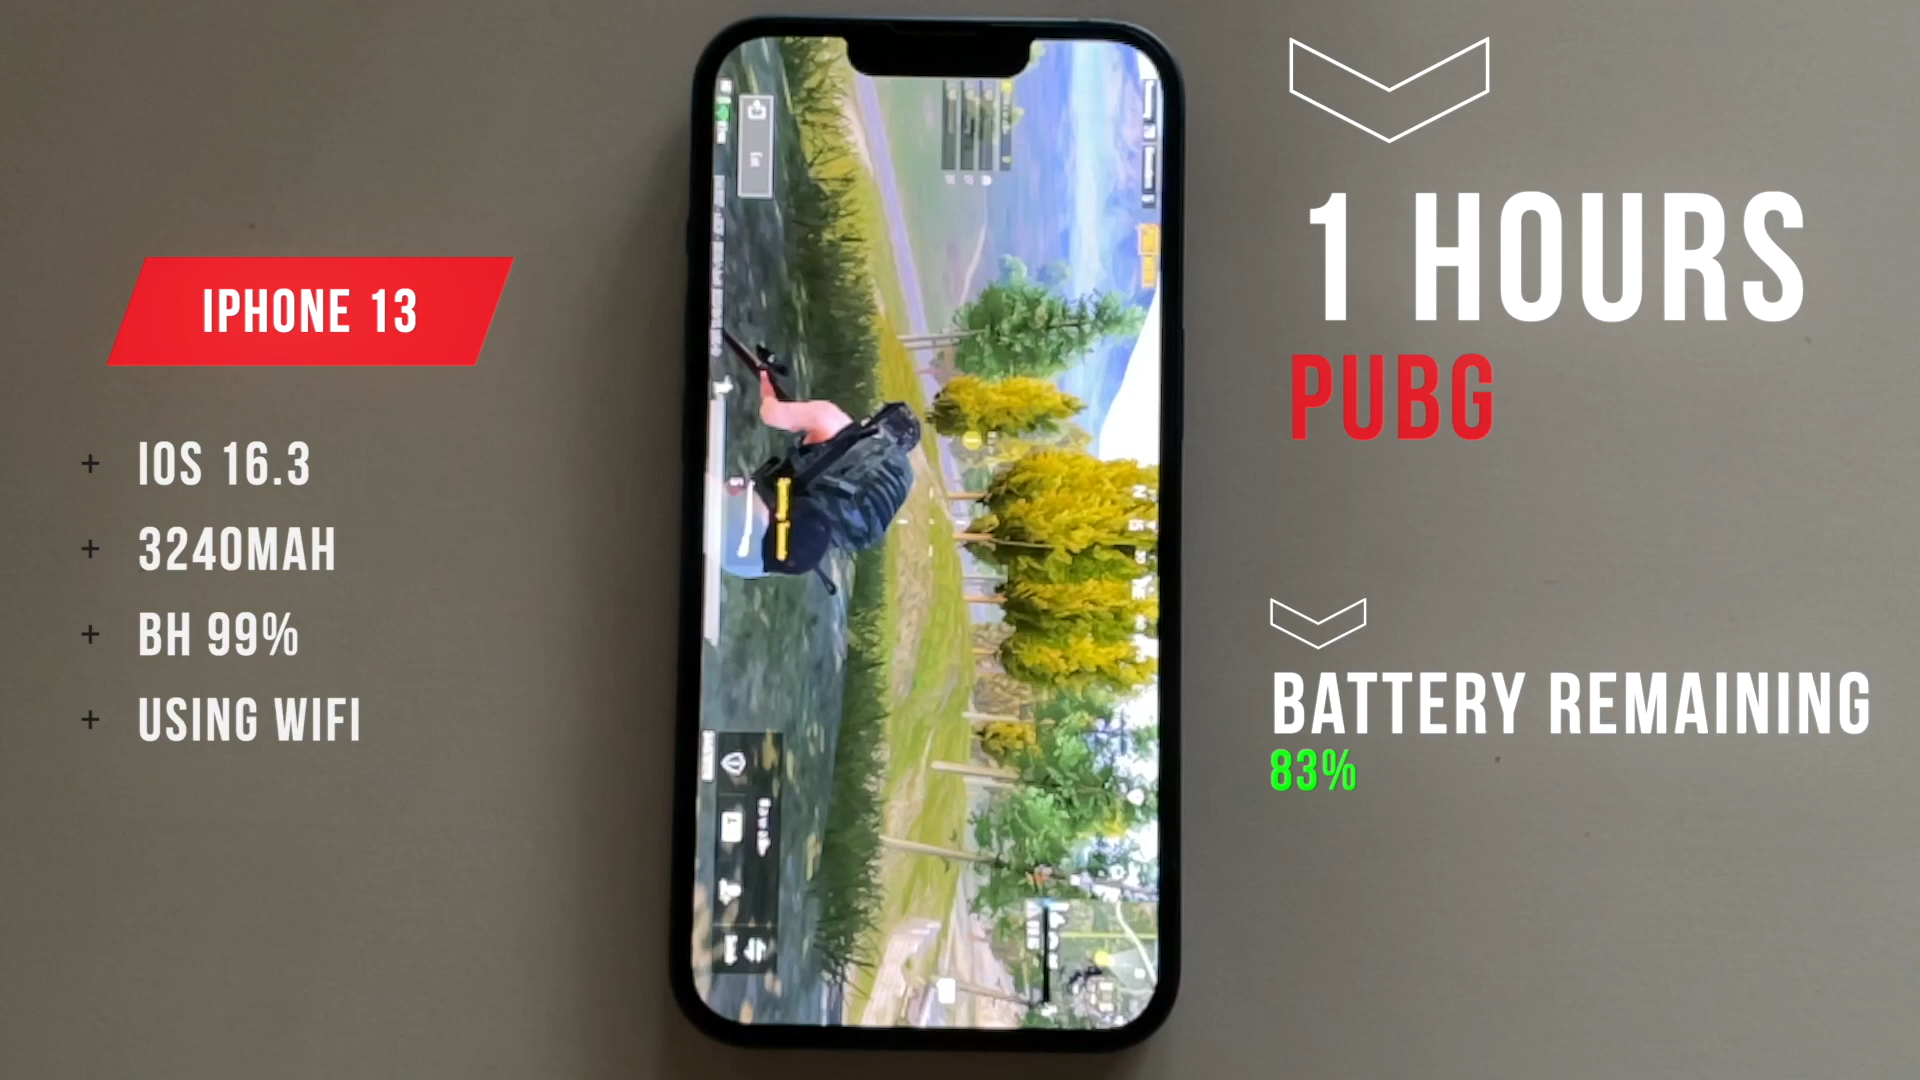 IPHONE 13
IOS 16.3
3240MAH
BH 99%
USING WIFI
1 HOURS
PUBG
BATTERY REMAINING
83%